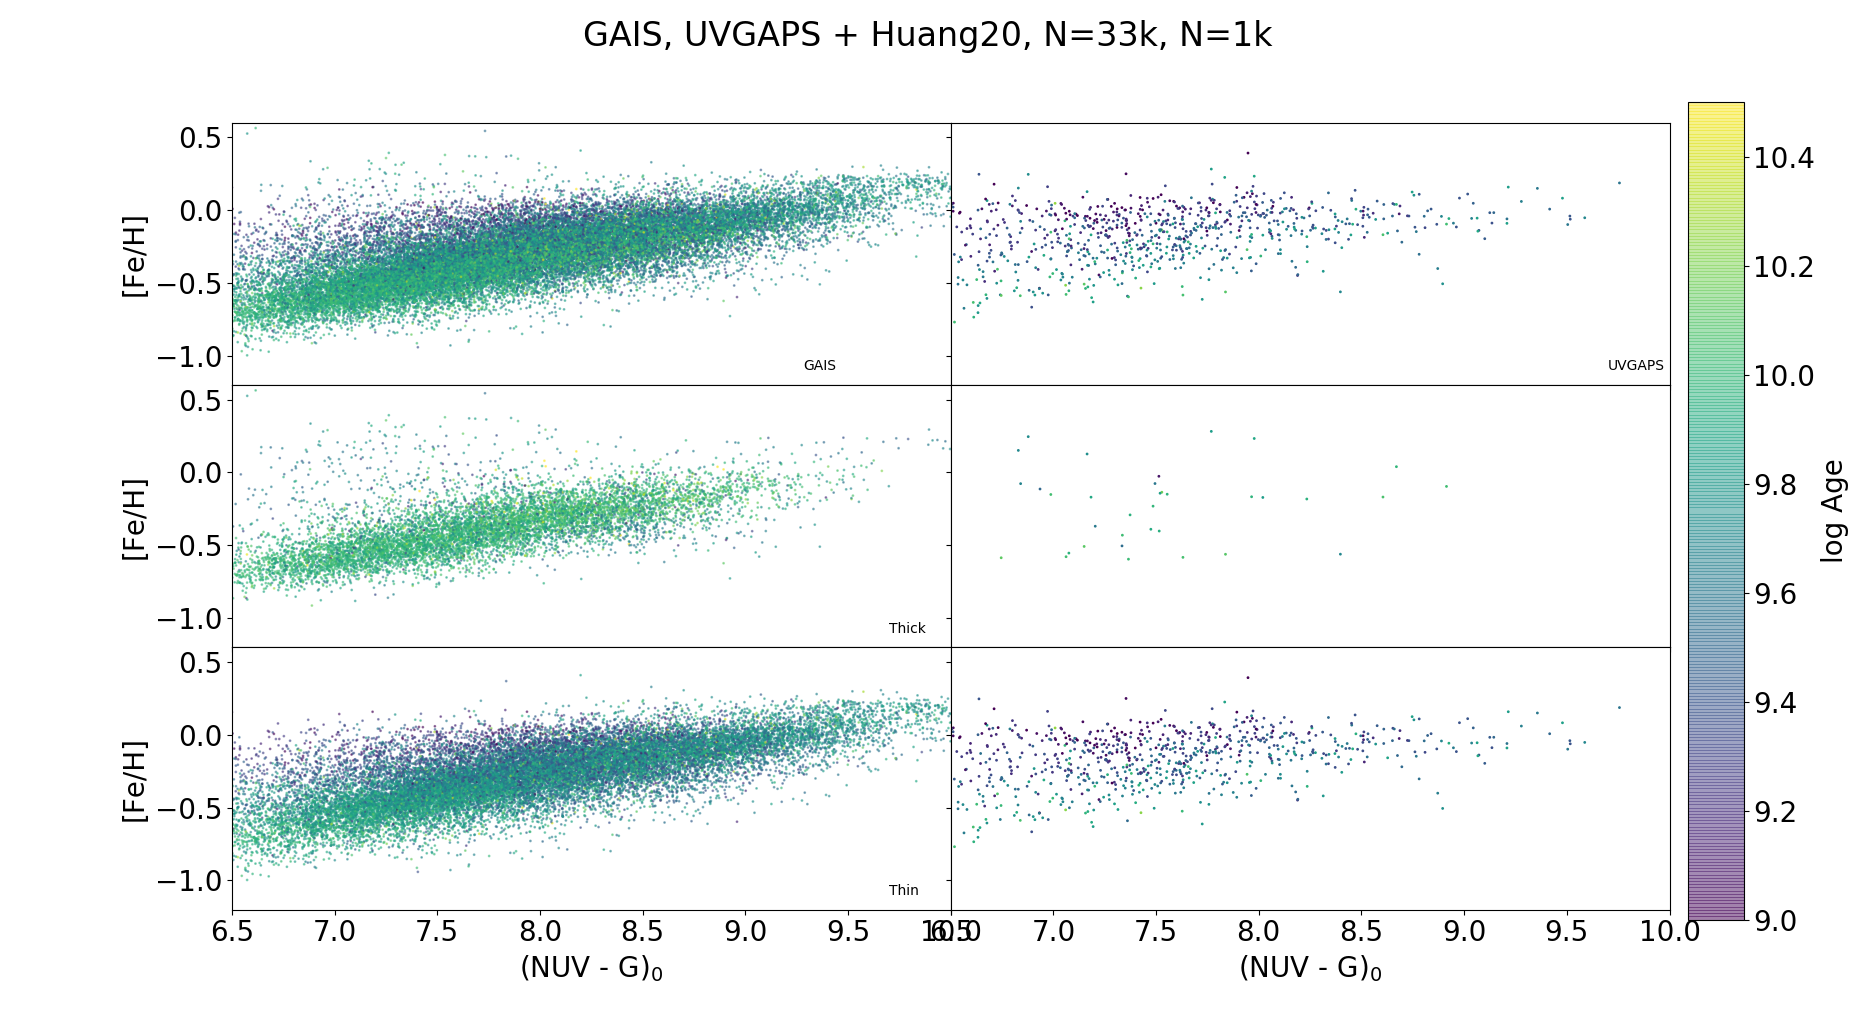 GAIS, UVGAPS + Huang20, N=33k, N=1k
0.5
0.0
−0.5
−1.0
[Fe/H]
GAIS
UVGAPS
0.5
0.0
−0.5
−1.0
[Fe/H]
Thick
0.5
0.0
−0.5
−1.0
[Fe/H]
Thin
6.5 7.0 7.5 8.0 8.5 9.0 9.5 10.0
6.5 7.0 7.5 8.0 8.5 9.0 9.5 10.0
(NUV - G)₀
(NUV - G)₀
10.4
10.2
10.0
9.8
9.6
9.4
9.2
9.0
log Age